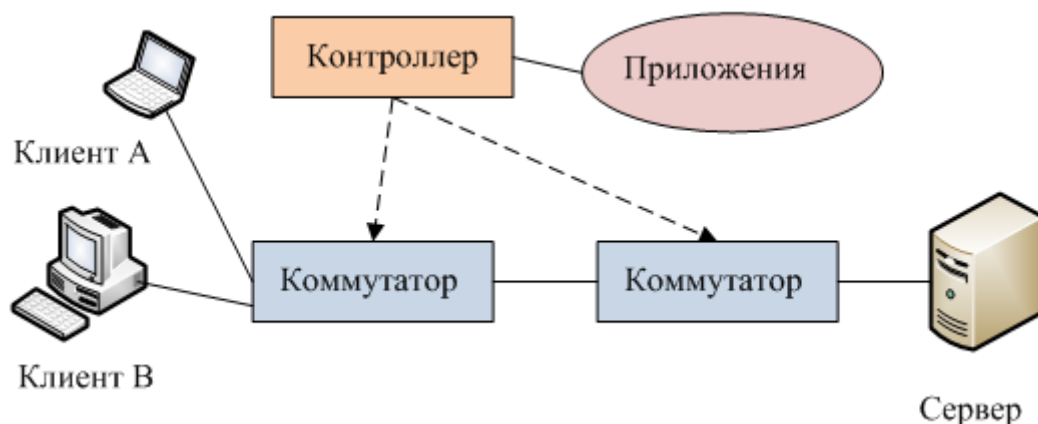 Контроллер
Приложения
Клиент А
Коммутатор
Коммутатор
Клиент В
Сервер